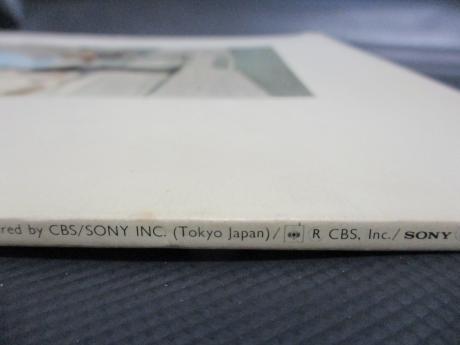 red by CBS/SONY INC. (Tokyo Japan)/ R CBS, Inc./ SONY